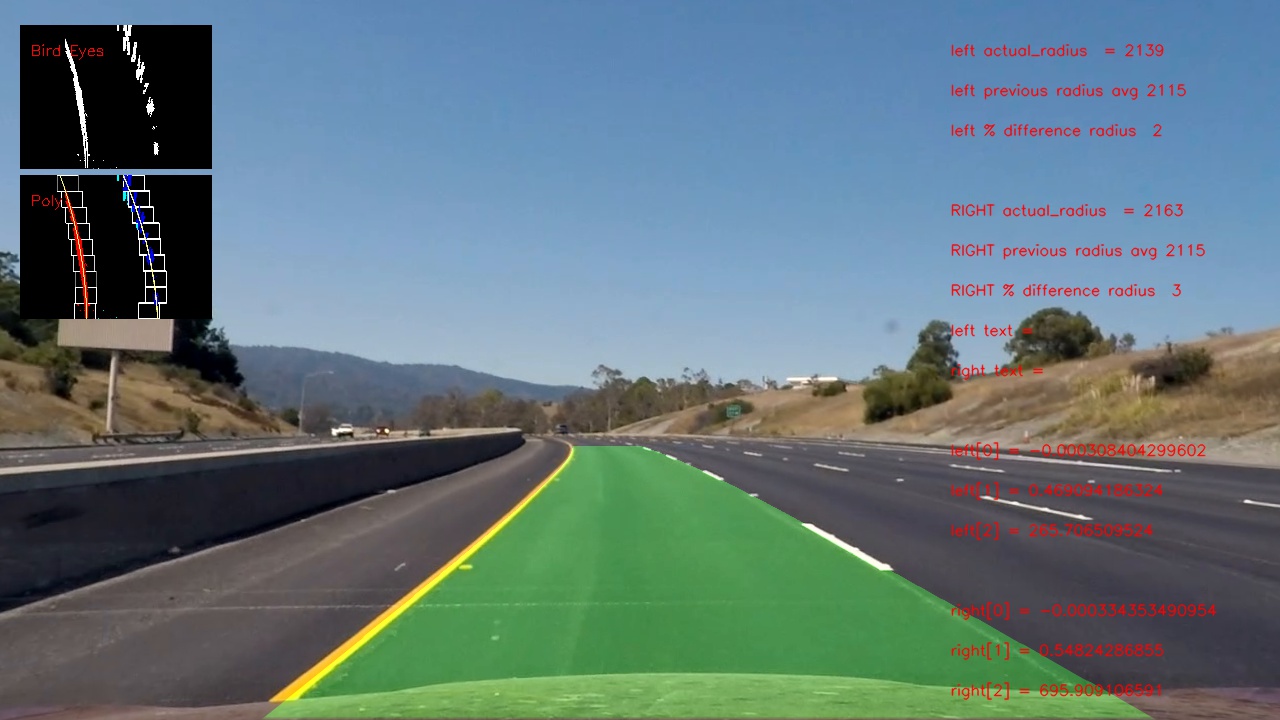 Bird Eyes
Poly
left actual_radius = 2139
left previous radius avg 2115
left % difference radius 2
RIGHT actual_radius = 2163
RIGHT previous radius avg 2115
RIGHT % difference radius 3
left text =
right text =
left[0] = -0.000308404299602
left[1] = 0.469094186324
left[2] = 265.706509524
right[0] = -0.000334353490954
right[1] = 0.54824286855
right[2] = 695.909106591